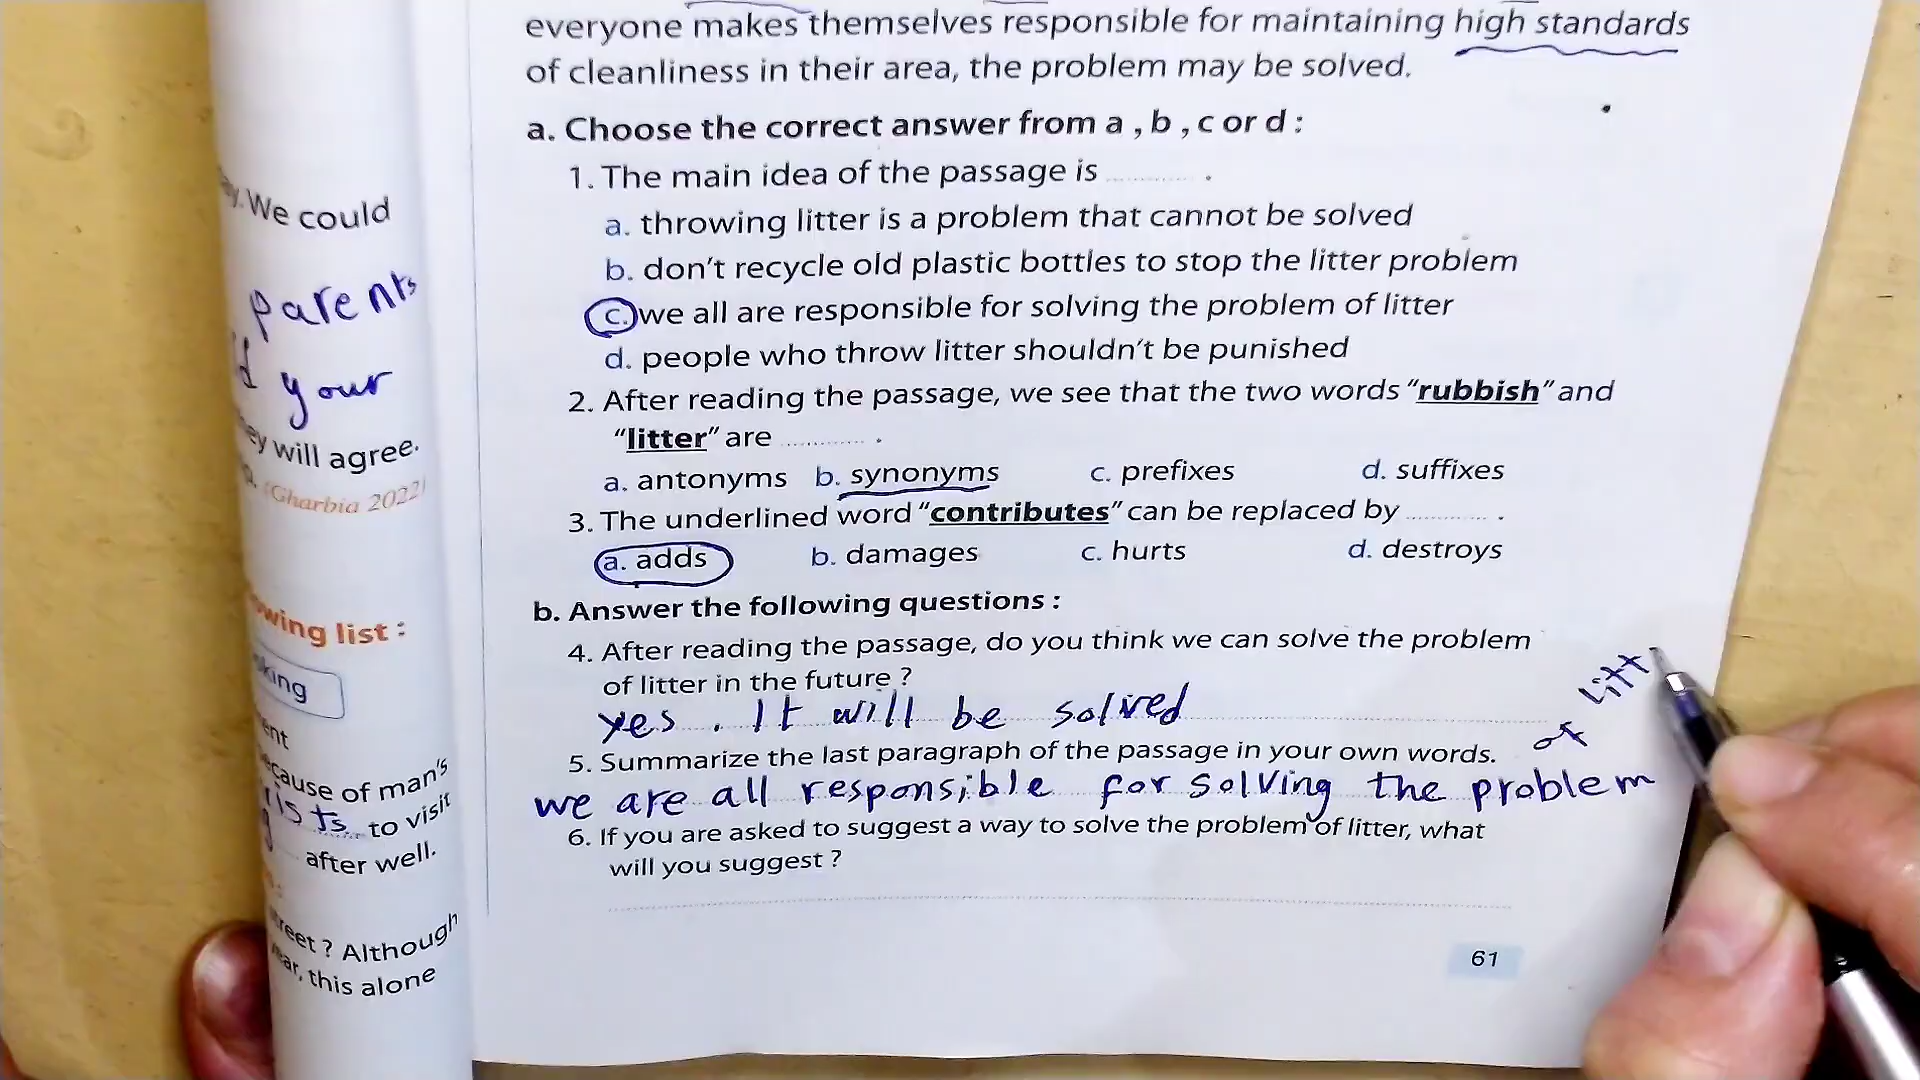 We could
parents
your
will agree.
(Gharbia 2022)
list :
because of man's
to visit
after well.
street ? Although
this alone
everyone makes themselves responsible for maintaining high standards
of cleanliness in their area, the problem may be solved.
a. Choose the correct answer from a , b , c or d :
1. The main idea of the passage is ............ .
a. throwing litter is a problem that cannot be solved
b. don't recycle old plastic bottles to stop the litter problem
c. we all are responsible for solving the problem of litter
d. people who throw litter shouldn't be punished
2. After reading the passage, we see that the two words "rubbish" and
"litter" are ............ .
a. antonyms b. synonyms c. prefixes d. suffixes
3. The underlined word "contributes" can be replaced by ............ .
a. adds b. damages c. hurts d. destroys
b. Answer the following questions :
4. After reading the passage, do you think we can solve the problem
of litter in the future ?
yes . It will be solved
5. Summarize the last paragraph of the passage in your own words.
we are all responsible for solving the problem
of litt
6. If you are asked to suggest a way to solve the problem of litter, what
will you suggest ?
61